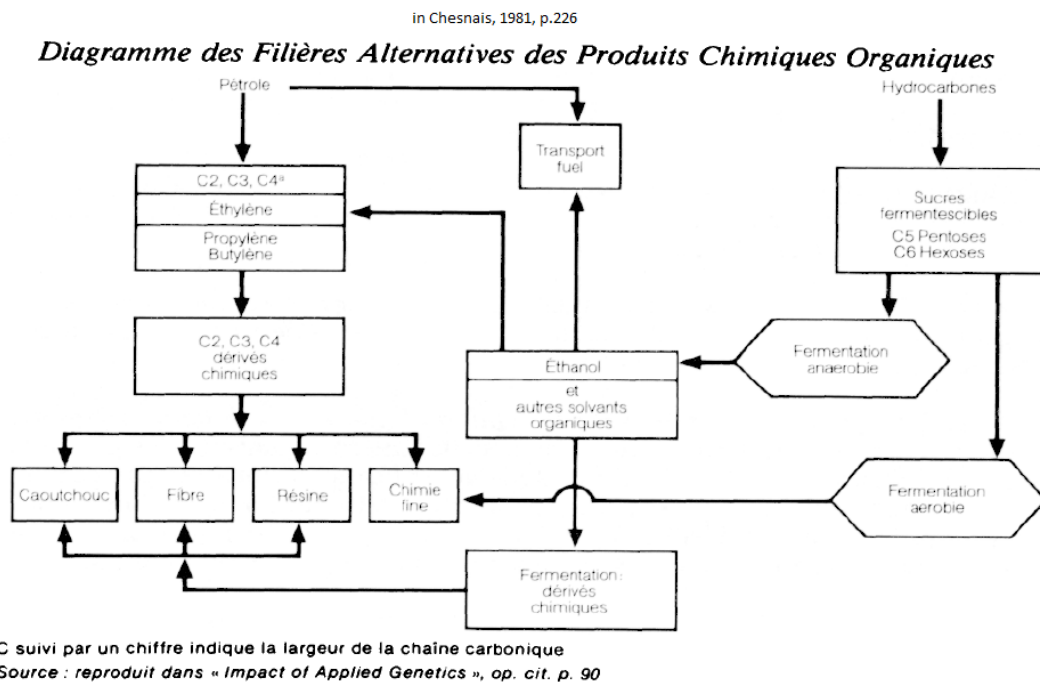 in Chesnais, 1981, p.226
Diagramme des Filières Alternatives des Produits Chimiques Organiques
Pétrole
Hydrocarbones
Transport
fuel
C2, C3, C4ª
Éthylène
Propylène
Butylène
Sucres
fermentescibles
C5 Pentoses
C6 Hexoses
C2, C3, C4
dérivés
chimiques
Éthanol
et
autres solvants
organiques
Fermentation
anaerobie
Caoutchouc
Fibre
Résine
Chimie
fine
Fermentation
aerobie
Fermentation:
dérivés
chimiques
C suivi par un chiffre indique la largeur de la chaîne carbonique
Source : reproduit dans « Impact of Applied Genetics », op. cit. p. 90